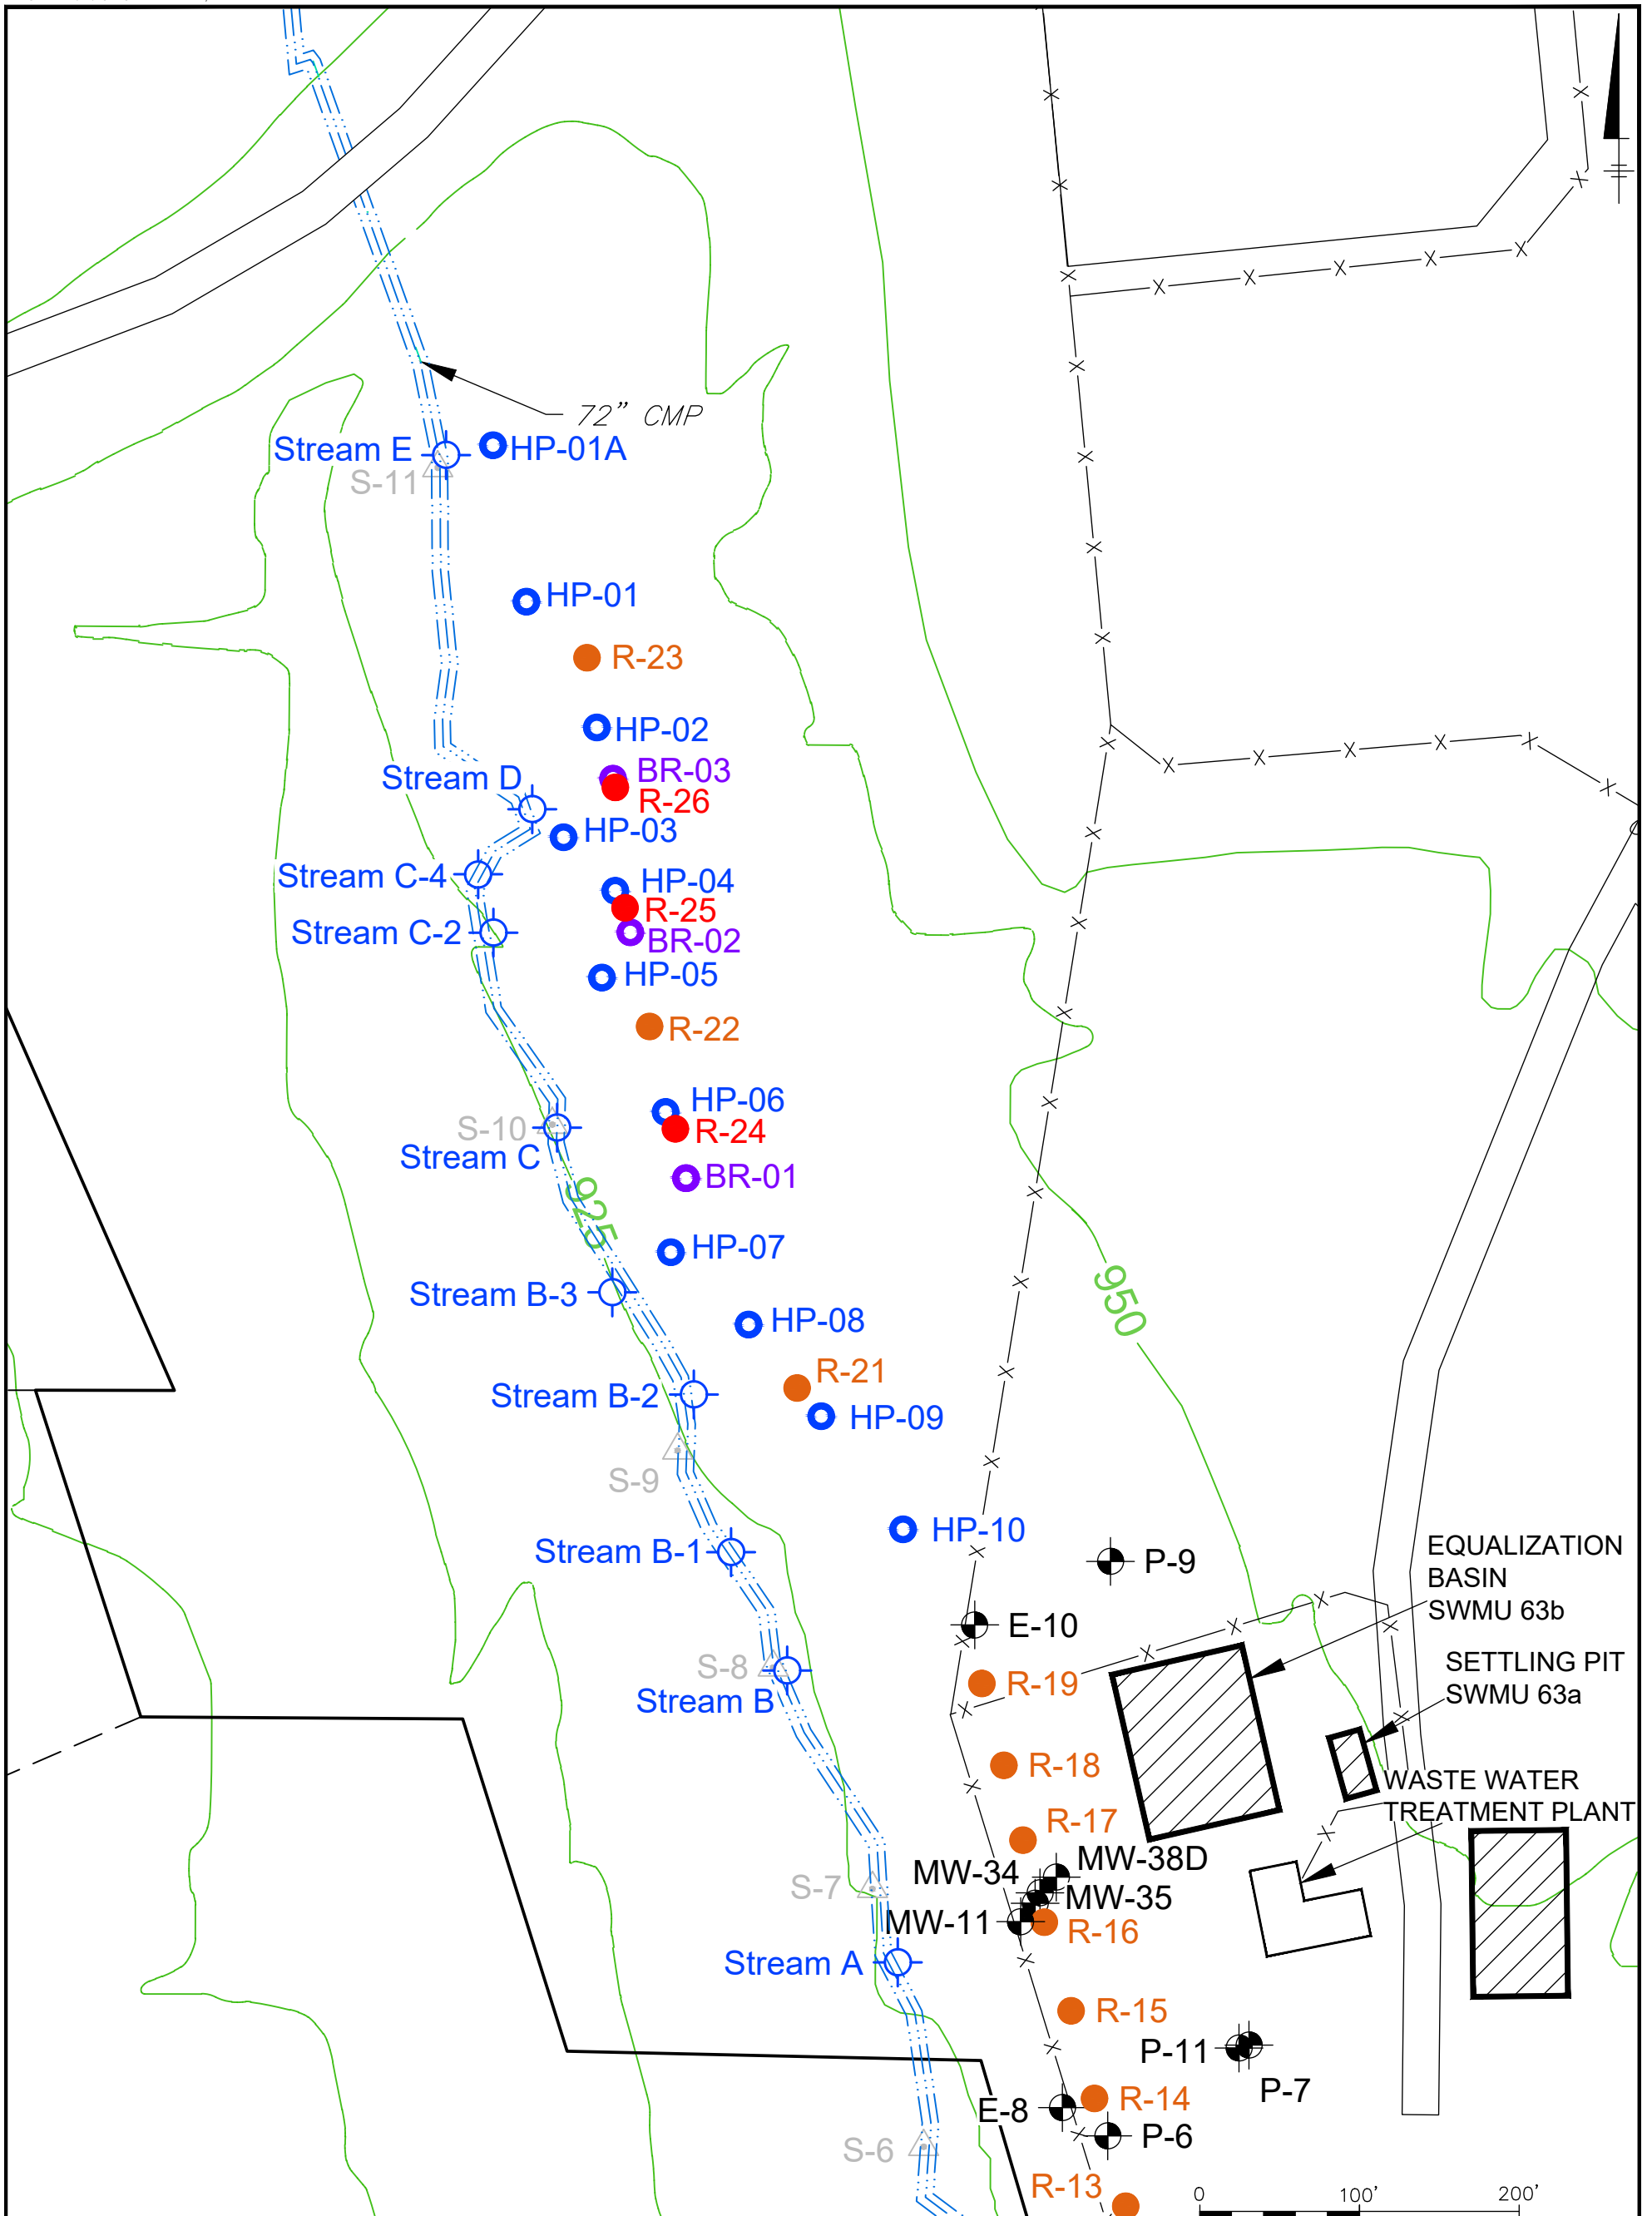 72” CMP
Stream E
HP-01A
S-11
HP-01
R-23
HP-02
BR-03
Stream D
R-26
HP-03
Stream C-4
HP-04
R-25
Stream C-2
BR-02
HP-05
R-22
HP-06
S-10
R-24
Stream C
BR-01
925
HP-07
Stream B-3
950
HP-08
R-21
Stream B-2
HP-09
S-9
HP-10
Stream B-1
P-9
EQUALIZATION
BASIN
SWMU 63b
E-10
S-8
SETTLING PIT
SWMU 63a
R-19
Stream B
R-18
WASTE WATER
TREATMENT PLANT
R-17
MW-38D
MW-34
S-7
MW-35
MW-11
R-16
Stream A
R-15
P-11
P-7
R-14
E-8
P-6
S-6
R-13
0 100' 200'